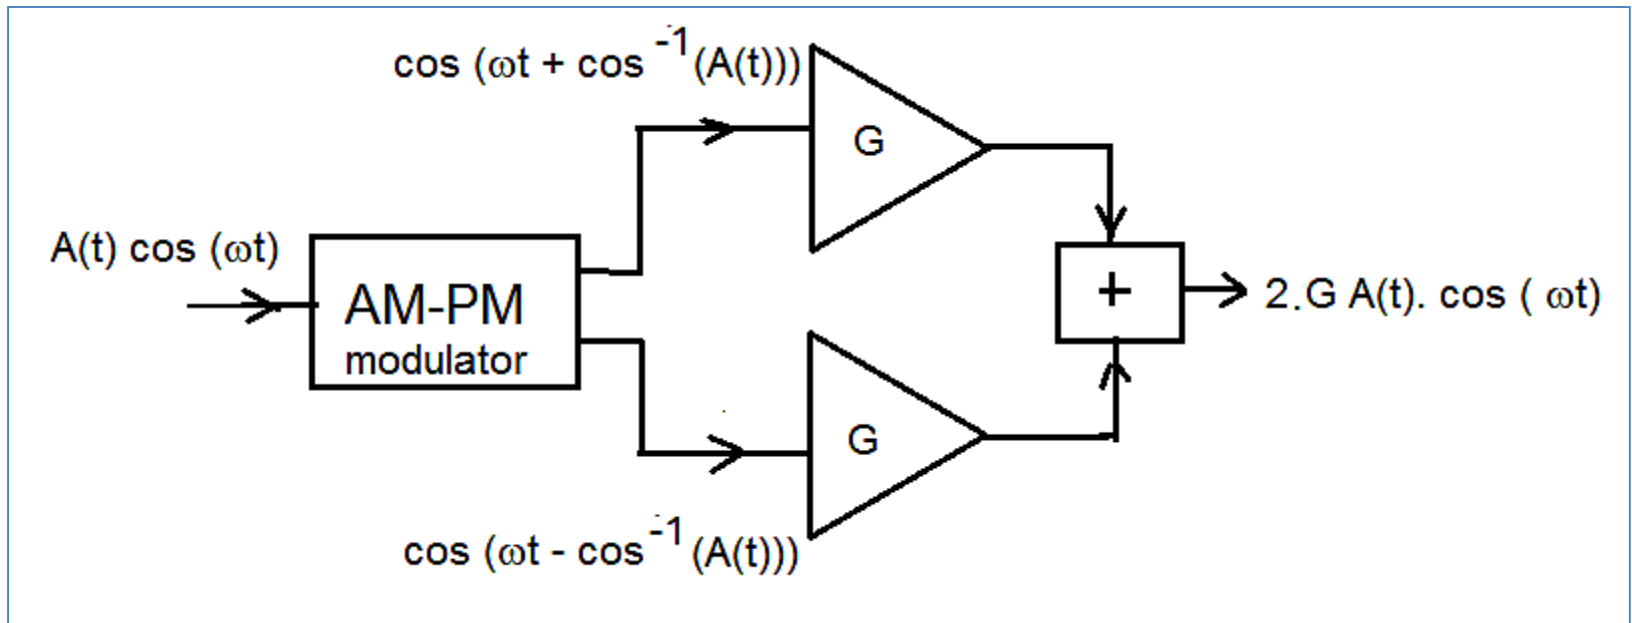 cos (ωt + cos⁻¹(A(t)))
G
A(t) cos (ωt)
AM-PM
modulator
+
2.G A(t). cos ( ωt)
G
cos (ωt - cos⁻¹ (A(t)))